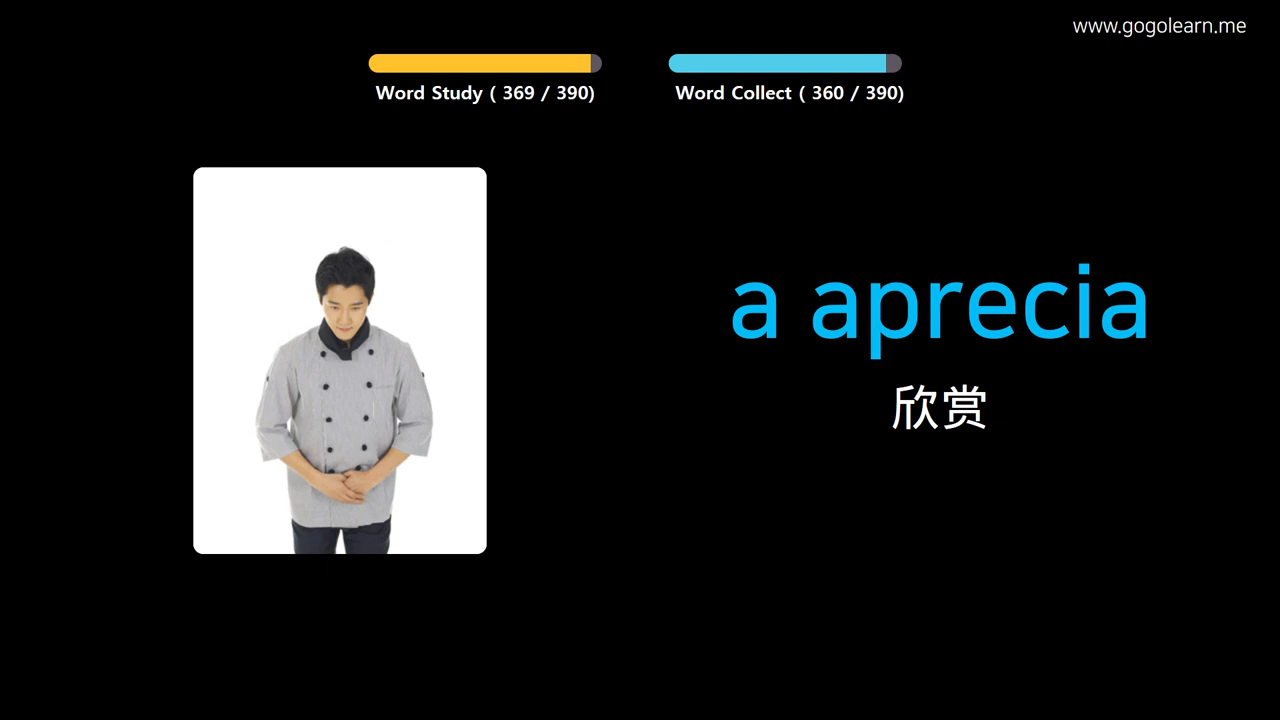 www.gogolearn.me
Word Study ( 369 / 390)
Word Collect ( 360 / 390)
a aprecia
欣赏